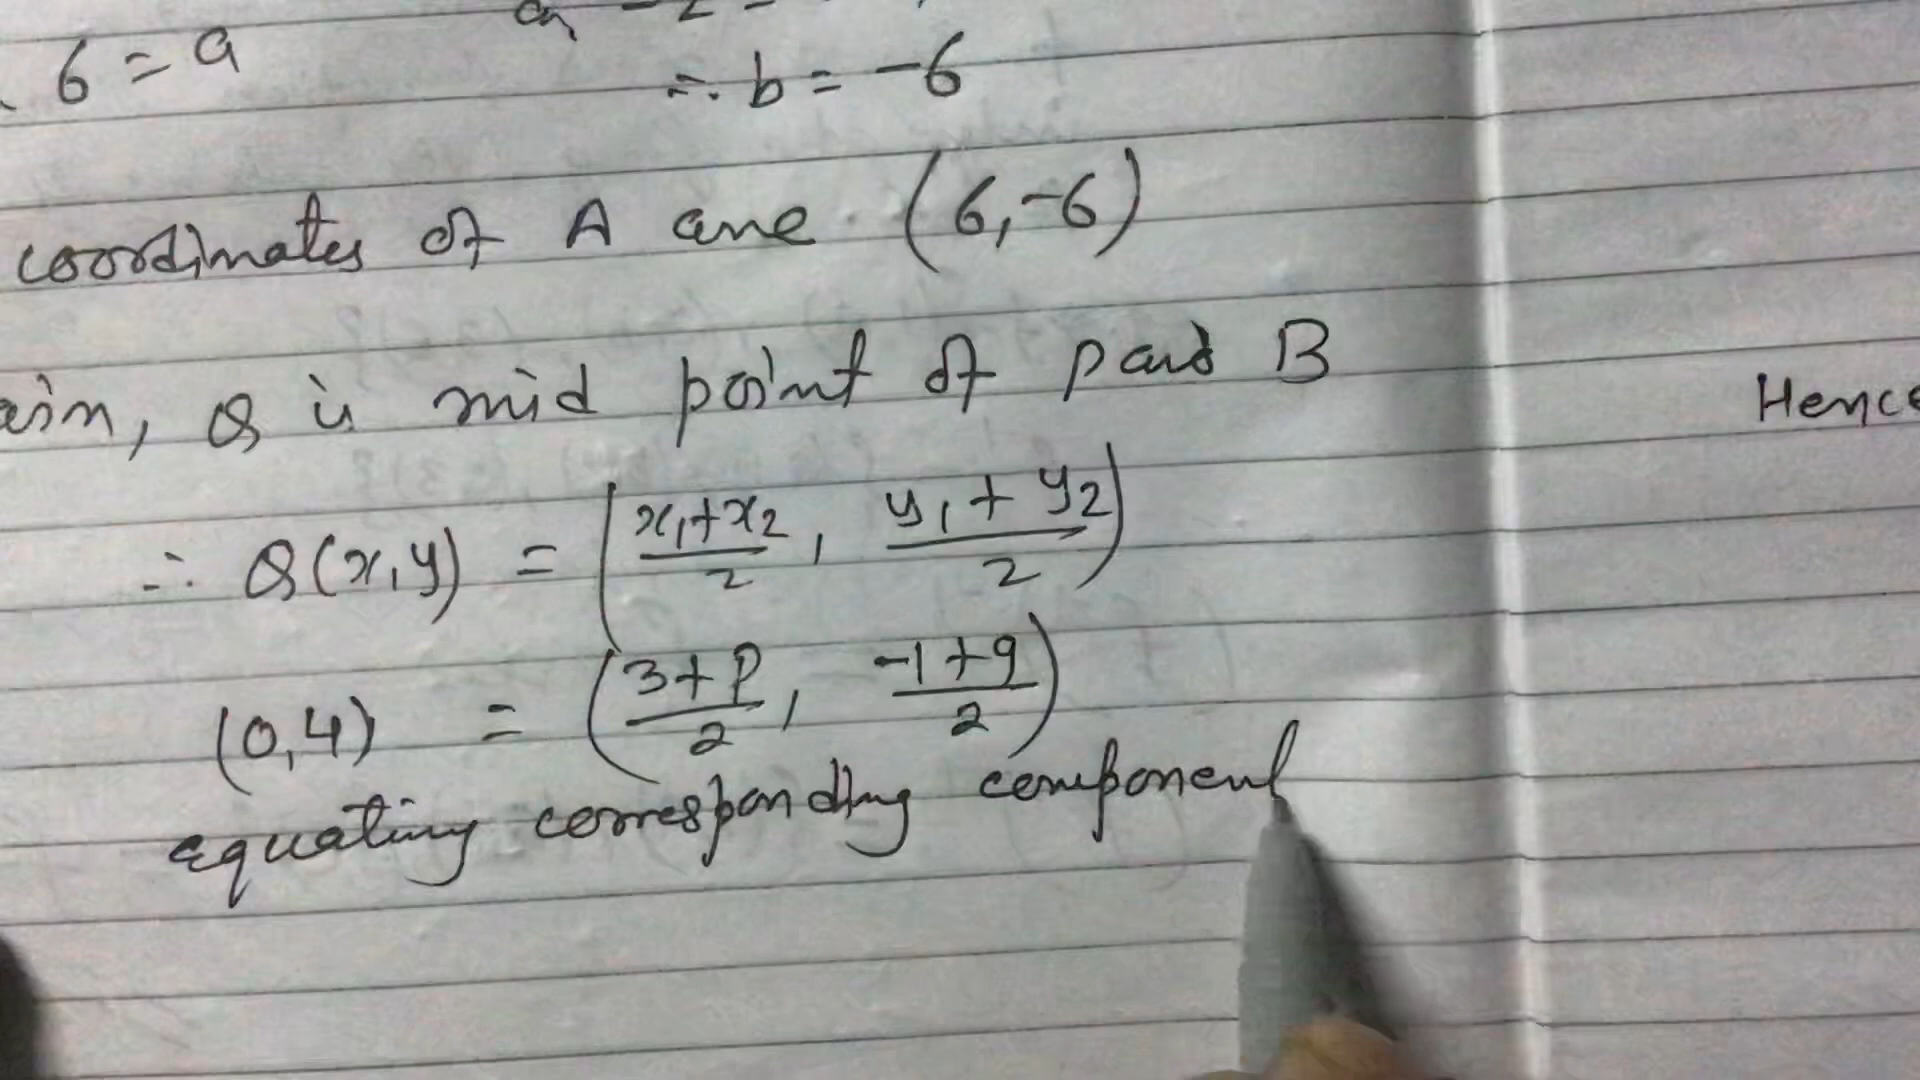 6 = a
∴ b = -6
coordinates of A are (6,-6)
Q is mid point of P and B
Hence
∴ Q(x,y) = (x₁+x₂/2, y₁+y₂/2)
(0,4) = (3+p/2, -1+q/2)
equating corresponding component